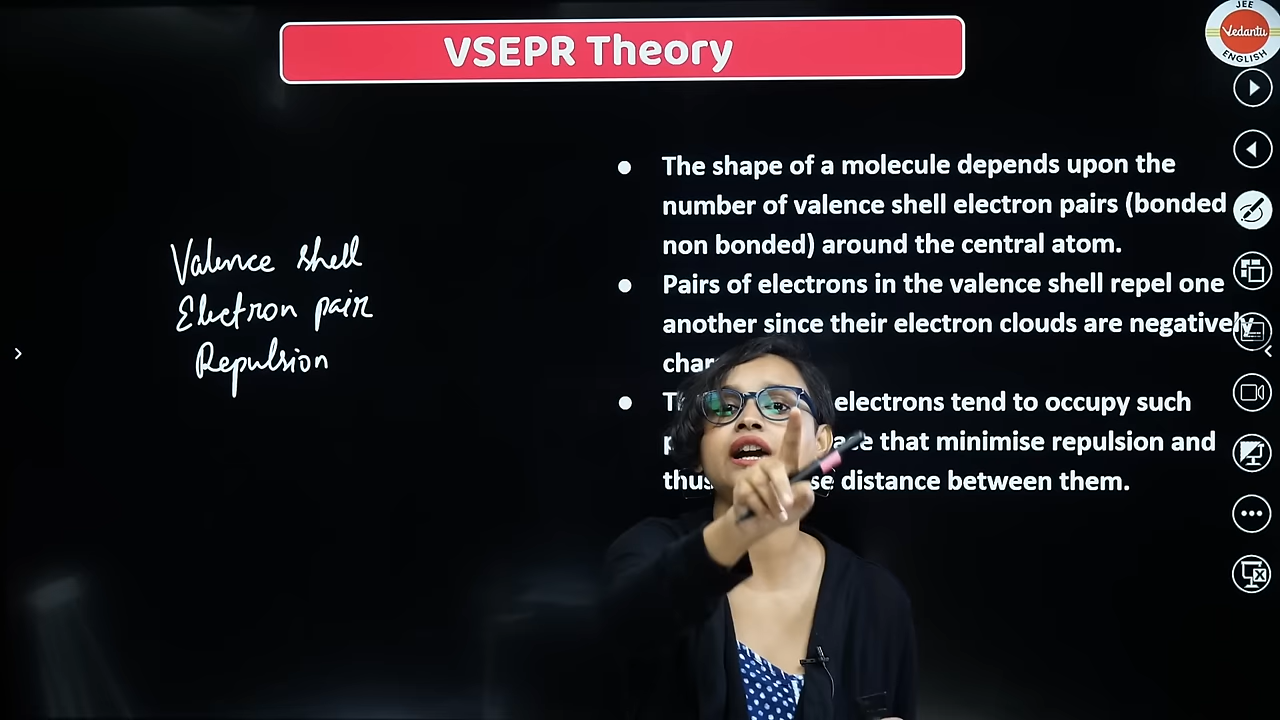 VSEPR Theory
JEE
Vedantu
ENGLISH
Valence shell
Electron pair
Repulsion
● The shape of a molecule depends upon the
number of valence shell electron pairs (bonded
non bonded) around the central atom.
● Pairs of electrons in the valence shell repel one
another since their electron clouds are negatively
● electrons tend to occupy such
that minimise repulsion and
distance between them.